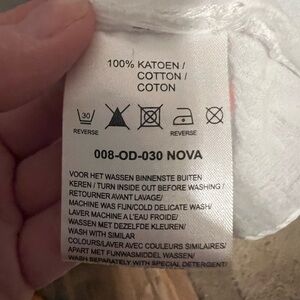 100% KATOEN /
COTTON /
COTON
30
REVERSE
REVERSE
008-OD-030 NOVA
VOOR HET WASSEN BINNENSTE BUITEN
KEREN / TURN INSIDE OUT BEFORE WASHING /
RETOURNER AVANT LAVAGE/
MACHINE WAS FIJN/COLD DELICATE WASH/
LAVER MACHINE A L'EAU FROIDE/
WASSEN MET DEZELFDE KLEUREN/
WASH WITH SIMILAR
COLOURS/LAVER AVEC COULEURS SIMILAIRES/
APART MET FIJNWASMIDDEL WASSEN/
WASH SEPARATELY WITH SPECIAL DETERGENT/